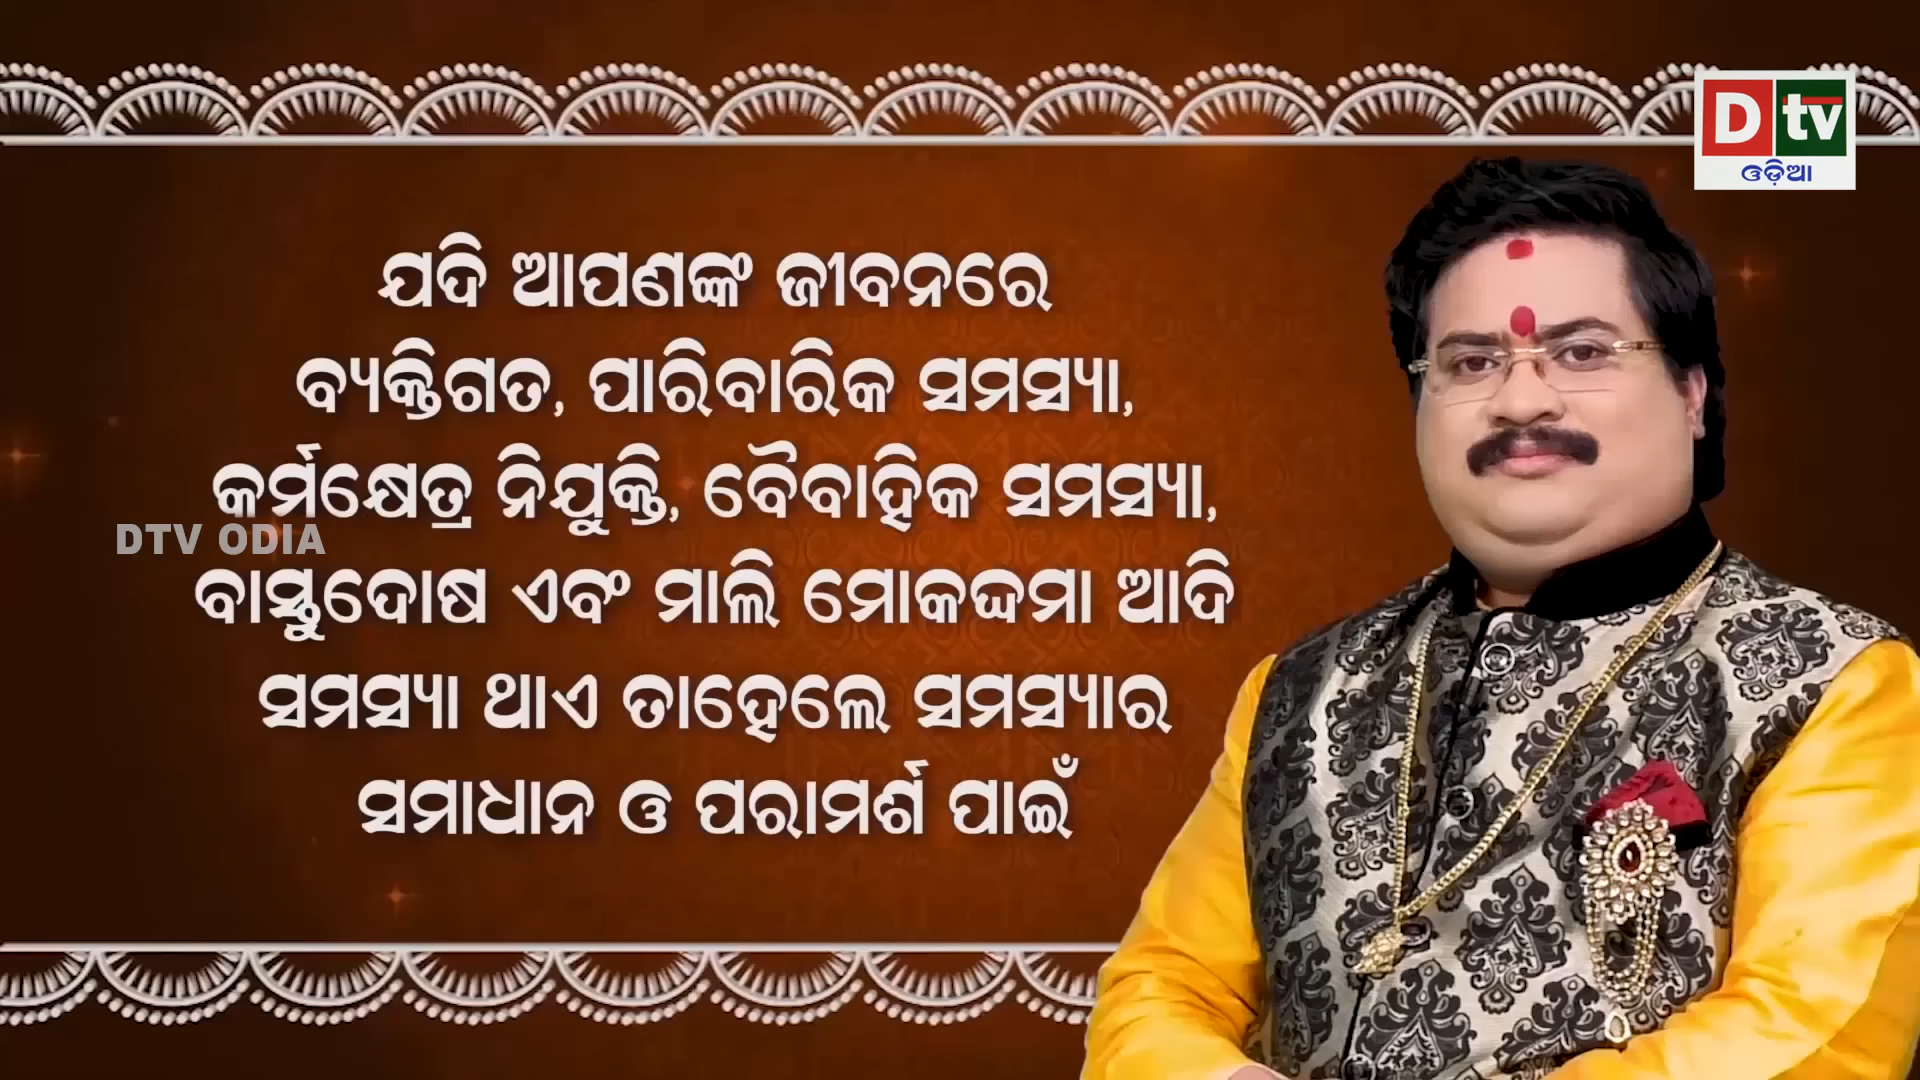 D tv
ଓଡ଼ିଆ
ଯଦି ଆପଣଙ୍କ ଜୀବନରେ
ବ୍ୟକ୍ତିଗତ, ପାରିବାରିକ ସମସ୍ୟା,
କର୍ମକ୍ଷେତ୍ର ନିଯୁକ୍ତି, ବୈବାହିକ ସମସ୍ୟା,
DTV ODIA
ବାସ୍ତୁଦୋଷ ଏବଂ ମାଲି ମୋକଦ୍ଦମା ଆଦି
ସମସ୍ୟା ଥାଏ ତାହେଲେ ସମସ୍ୟାର
ସମାଧାନ ଓ ପରାମର୍ଶ ପାଇଁ